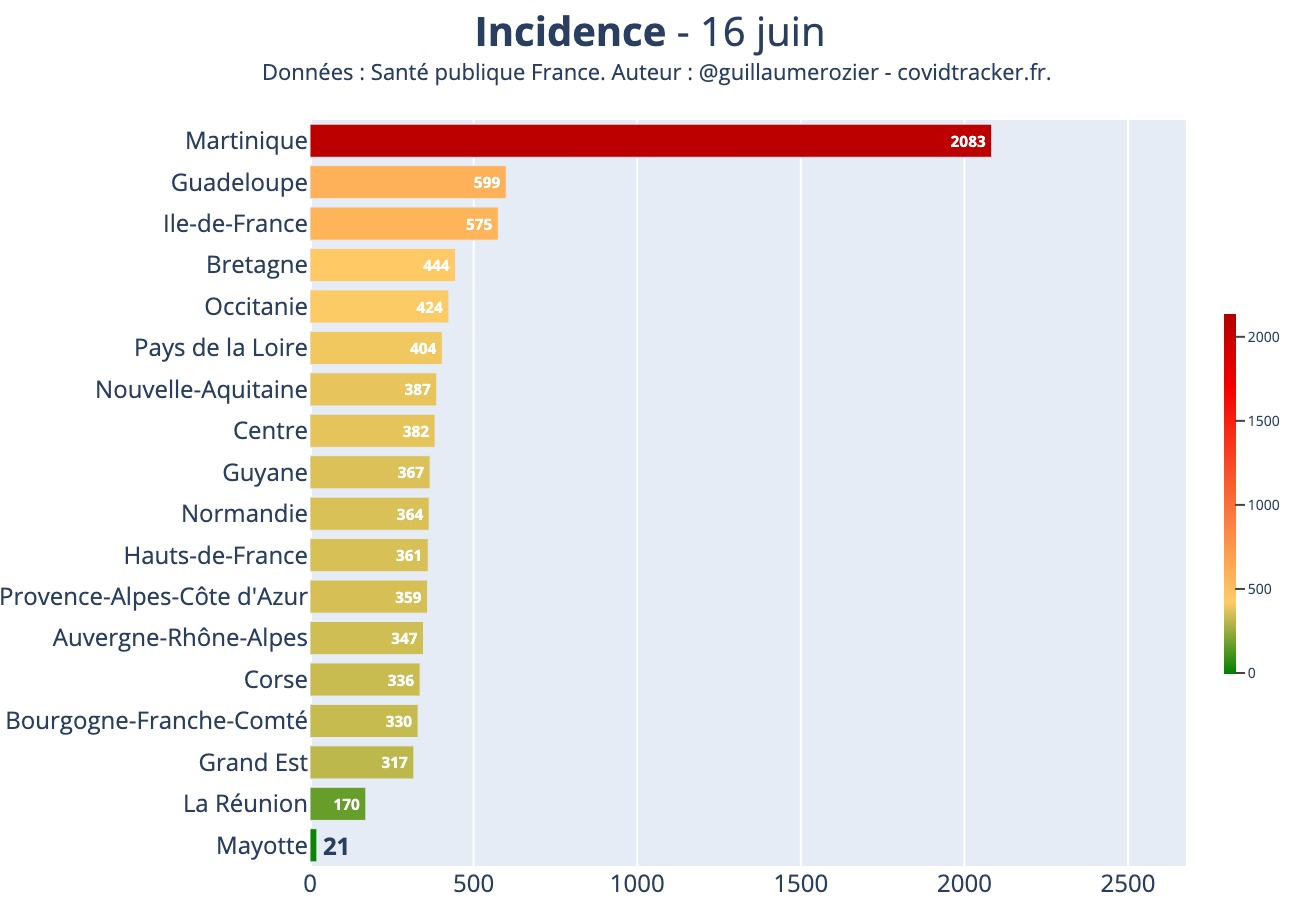 Incidence - 16 juin
Données : Santé publique France. Auteur : @guillaumerozier - covidtracker.fr.
Martinique 2083
Guadeloupe 599
Ile-de-France 575
Bretagne 444
Occitanie 424
Pays de la Loire 404
Nouvelle-Aquitaine 387
Centre 382
Guyane 367
Normandie 364
Hauts-de-France 361
Provence-Alpes-Côte d'Azur 359
Auvergne-Rhône-Alpes 347
Corse 336
Bourgogne-Franche-Comté 330
Grand Est 317
La Réunion 170
Mayotte 21
0 500 1000 1500 2000 2500
2000
1500
1000
500
0